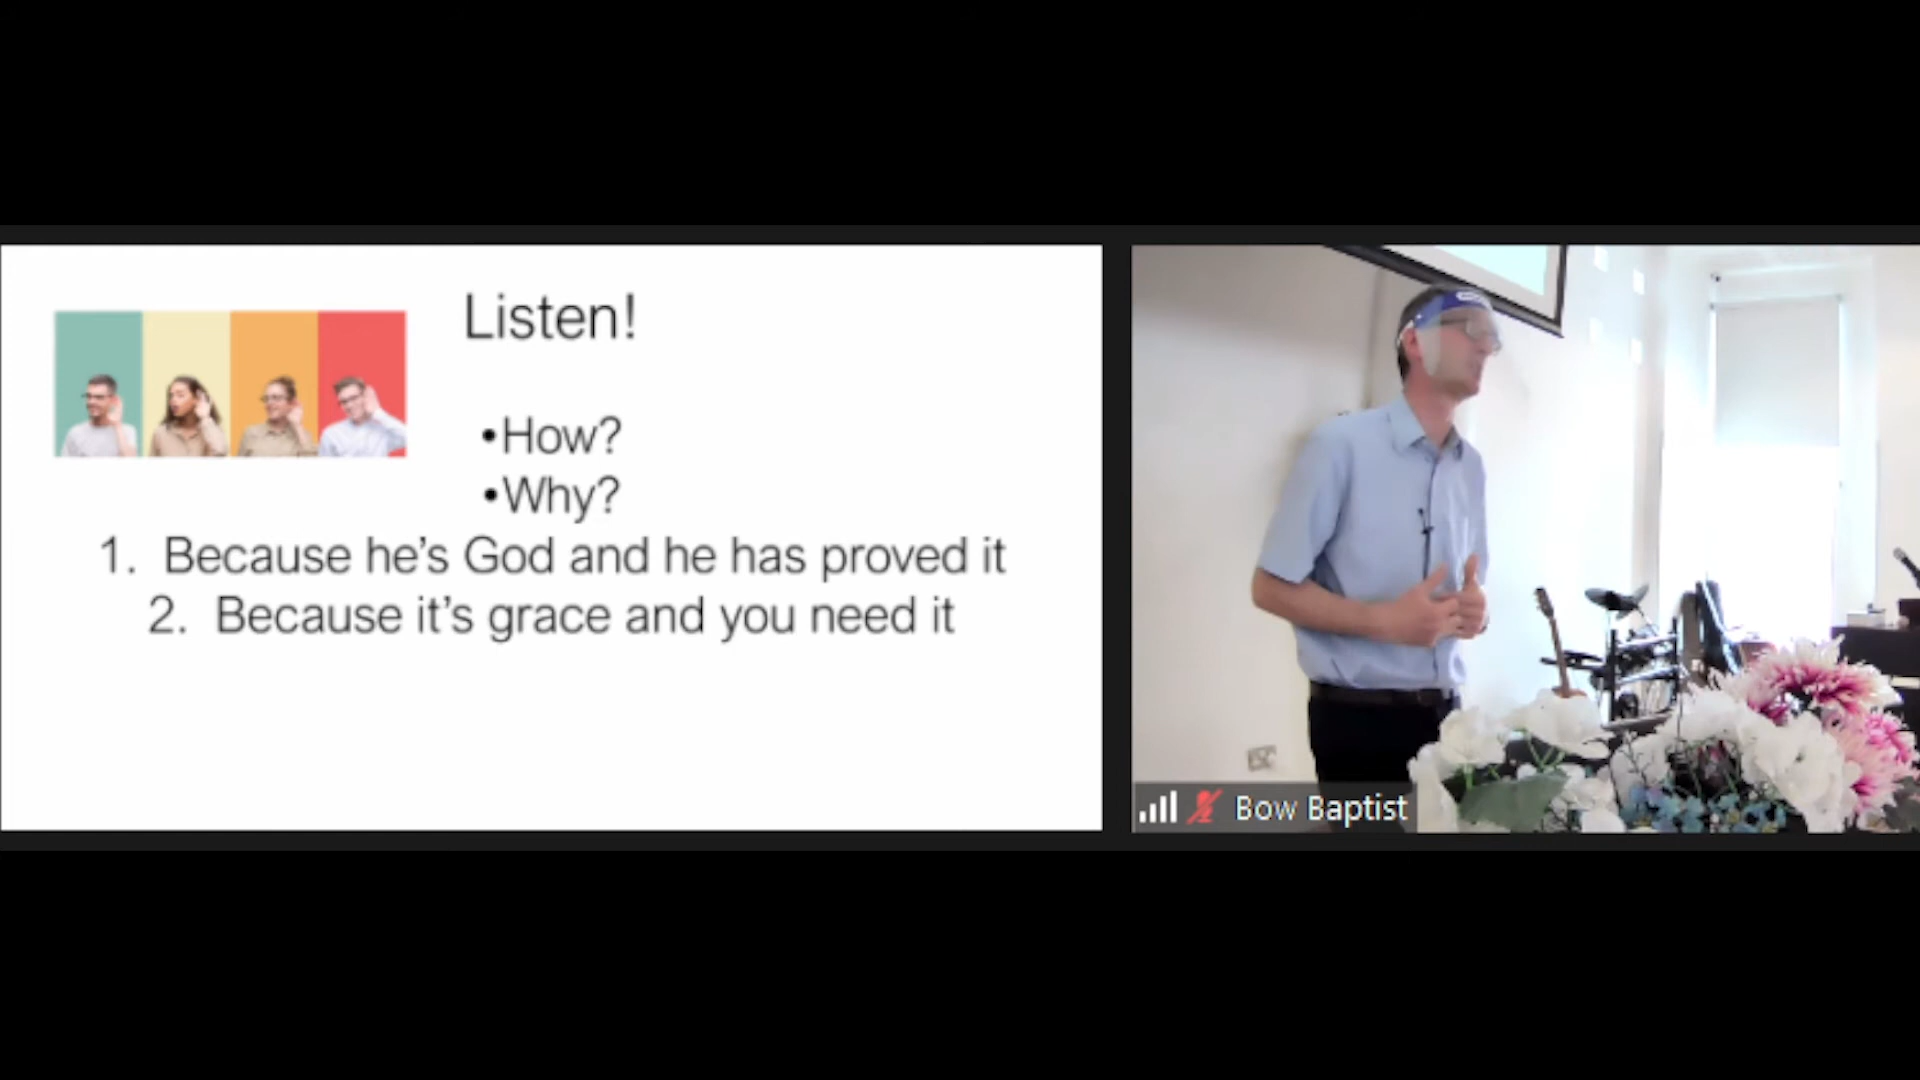 Listen!
•How?
•Why?
1. Because he's God and he has proved it
2. Because it's grace and you need it
Bow Baptist